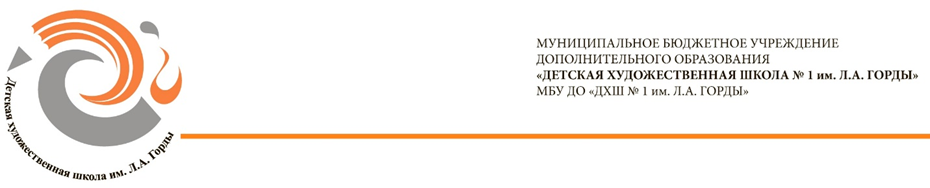 МУНИЦИПАЛЬНОЕ БЮДЖЕТНОЕ УЧРЕЖДЕНИЕ
ДОПОЛНИТЕЛЬНОГО ОБРАЗОВАНИЯ
«ДЕТСКАЯ ХУДОЖЕСТВЕННАЯ ШКОЛА № 1 им. Л.А. ГОРДЫ»
МБУ ДО «ДХШ № 1 им. Л.А. ГОРДЫ»
Детская художественная школа им. Л.А. Горды